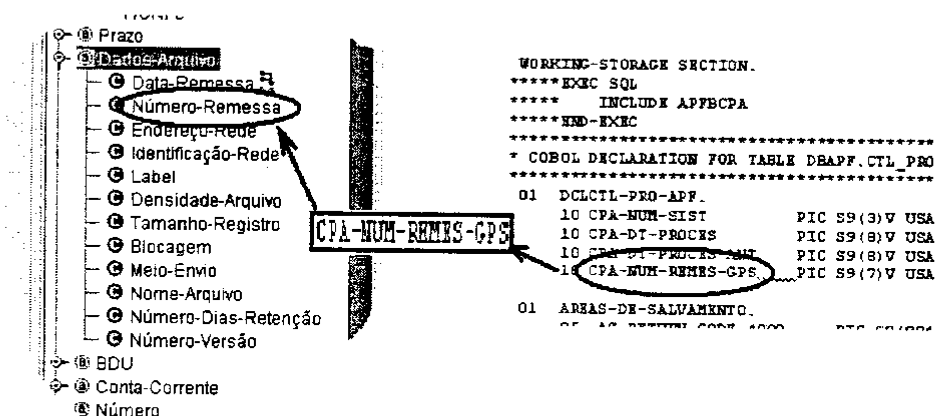 Prazo
Dados-Arquivo
Data-Remessa
Número-Remessa
Endereço-Rede
Identificação-Rede
Label
Densidade-Arquivo
Tamanho-Registro
Blocagem
Meio-Envio
Nome-Arquivo
Número-Dias-Retenção
Número-Versão
BDU
Conta-Corrente
Número
CPA-NUM-REMES-GPS
WORKING-STORAGE SECTION.
*****EXEC SQL
***** INCLUDE APFBCPA
*****END-EXEC
* COBOL DECLARATION FOR TABLE DBAPF.CTL_PRO
01 DCLCTL-PRO-APF.
10 CPA-NUM-SIST PIC S9(3)V USA
10 CPA-DT-PROCES PIC S9(8)V USA
10 CPA-DT-PROCES-ANT PIC S9(8)V USA
10 CPA-NUM-REMES-GPS PIC S9(7)V USA
01 AREAS-DE-SALVAMENTO.